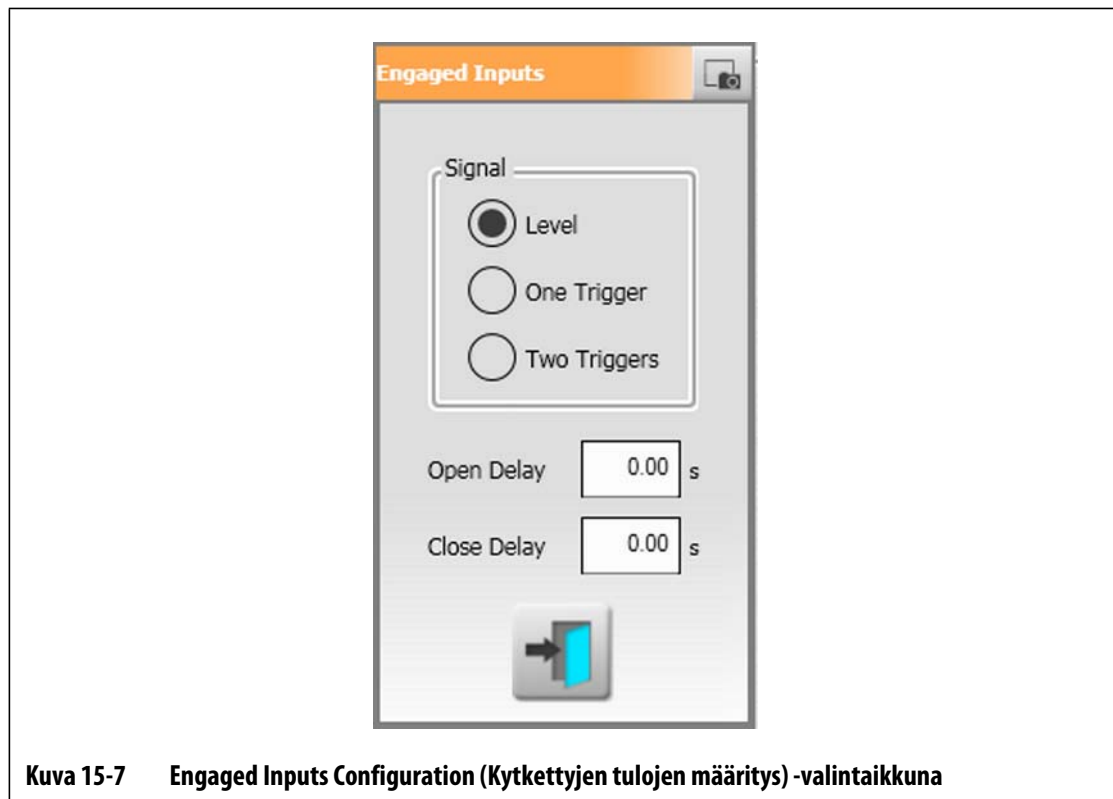 Engaged Inputs
Signal
Level
One Trigger
Two Triggers
Open Delay 0.00 s
Close Delay 0.00 s
Kuva 15-7 Engaged Inputs Configuration (Kytkettyjen tulojen määritys) -valintaikkuna